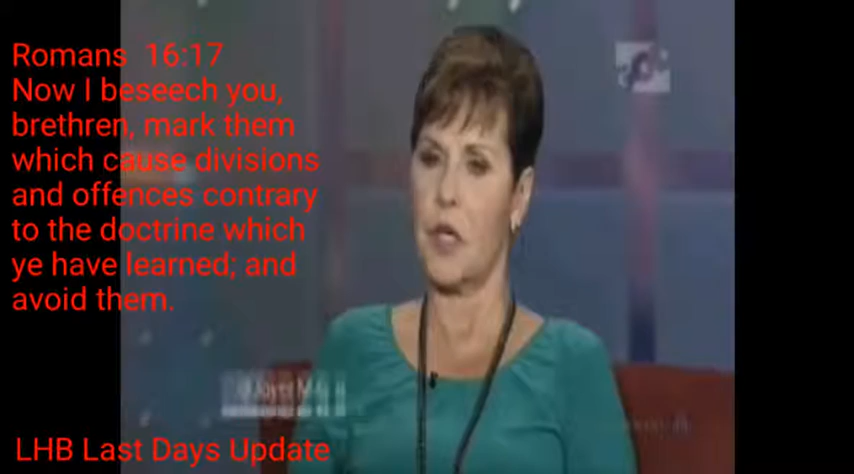 Romans 16:17
Now I beseech you,
brethren, mark them
which cause divisions
and offences contrary
to the doctrine which
ye have learned; and
avoid them.
LHB Last Days Update